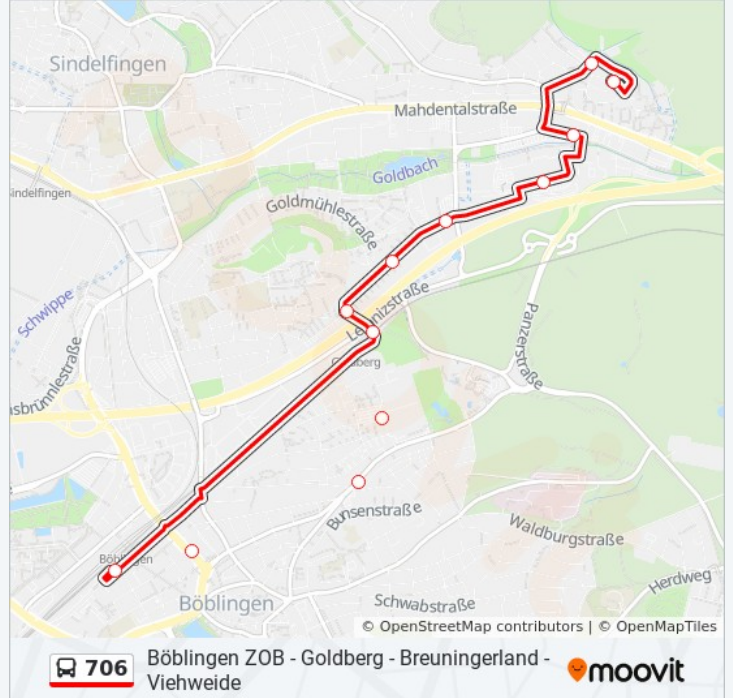 Sindelfingen
Mahdentalstraße
Goldbach
Sindelfingen
Goldmühlestraße
Schwippe
Leibnizstraße
Panzerstraße
nsbrünnlestraße
Bunsenstraße
Waldburgstraße
Böblingen
Herdweg
Böblingen
Schwabstraße
© OpenStreetMap contributors | © OpenMapTiles
706
Böblingen ZOB - Goldberg - Breuningerland -
Viehweide
moovit